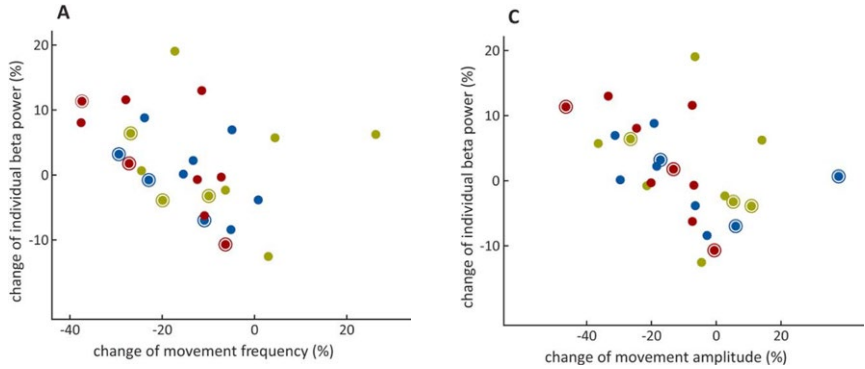 A
change of individual beta power (%)
20
10
0
-10
-40
-20
0
20
change of movement frequency (%)
C
change of individual beta power (%)
20
10
0
-10
-40
-20
0
20
change of movement amplitude (%)